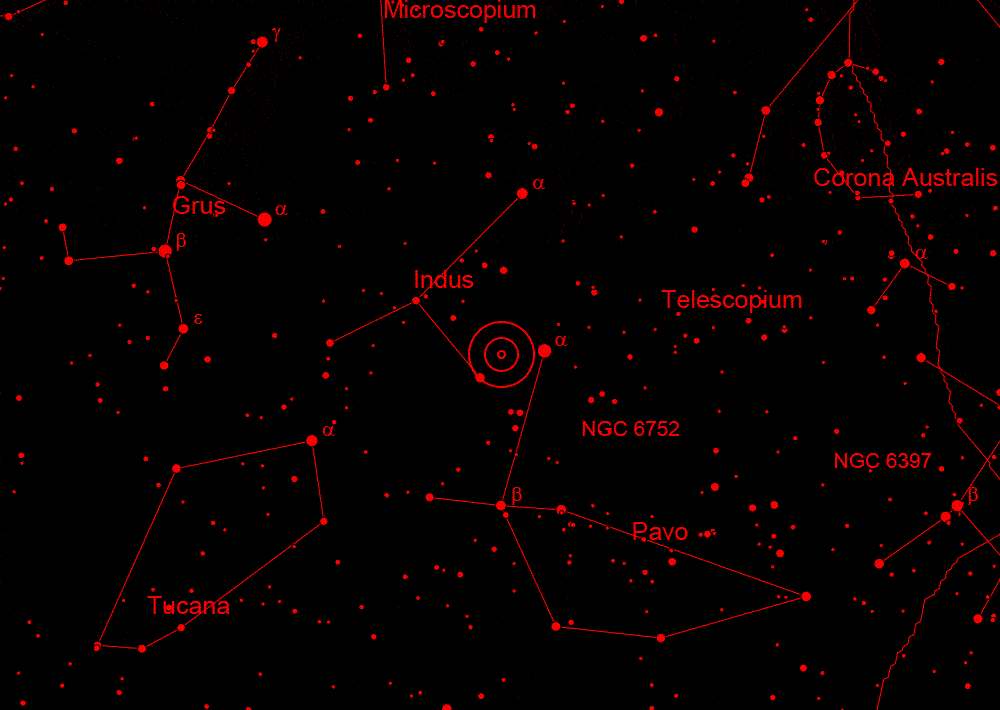 Microscopium
γ
Corona Australis
α
Grus
α
β
α
Indus
Telescopium
ε
α
α
NGC 6752
NGC 6397
β
β
Pavo
Tucana